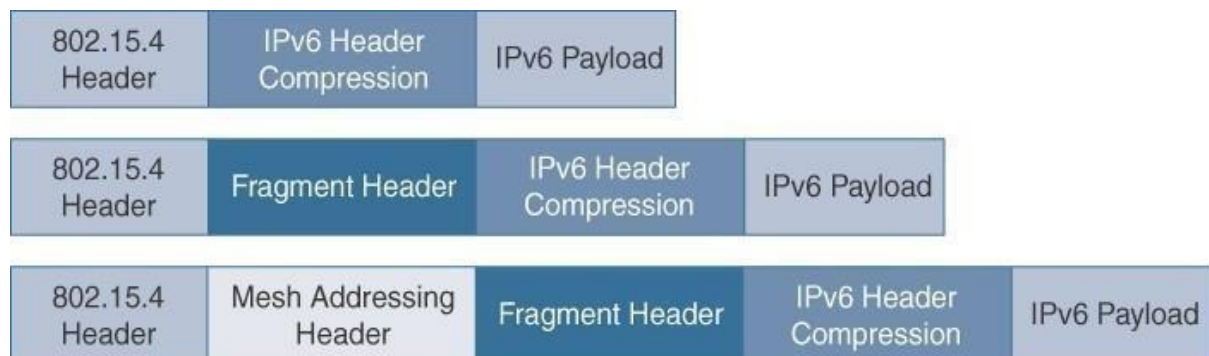 802.15.4 Header
IPv6 Header Compression
IPv6 Payload
802.15.4 Header
Fragment Header
IPv6 Header Compression
IPv6 Payload
802.15.4 Header
Mesh Addressing Header
Fragment Header
IPv6 Header Compression
IPv6 Payload